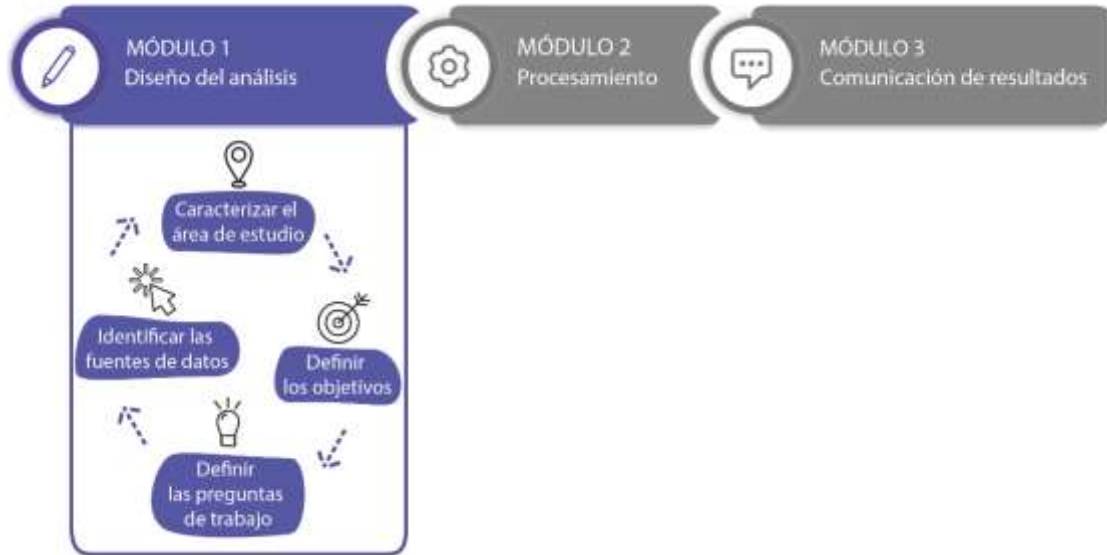 MÓDULO 1
Diseño del análisis
MÓDULO 2
Procesamiento
MÓDULO 3
Comunicación de resultados
Caracterizar el
área de estudio
Identificar las
fuentes de datos
Definir
los objetivos
Definir
las preguntas
de trabajo